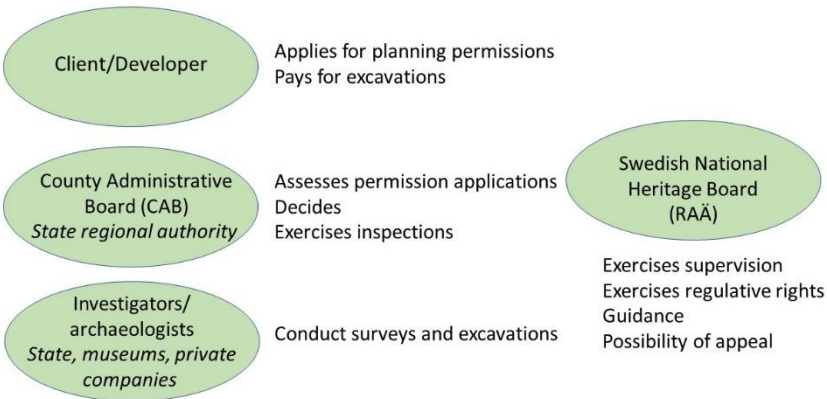 Client/Developer
Applies for planning permissions
Pays for excavations
County Administrative
Board (CAB)
State regional authority
Assesses permission applications
Decides
Exercises inspections
Investigators/
archaeologists
State, museums, private
companies
Conduct surveys and excavations
Swedish National
Heritage Board
(RAÄ)
Exercises supervision
Exercises regulative rights
Guidance
Possibility of appeal